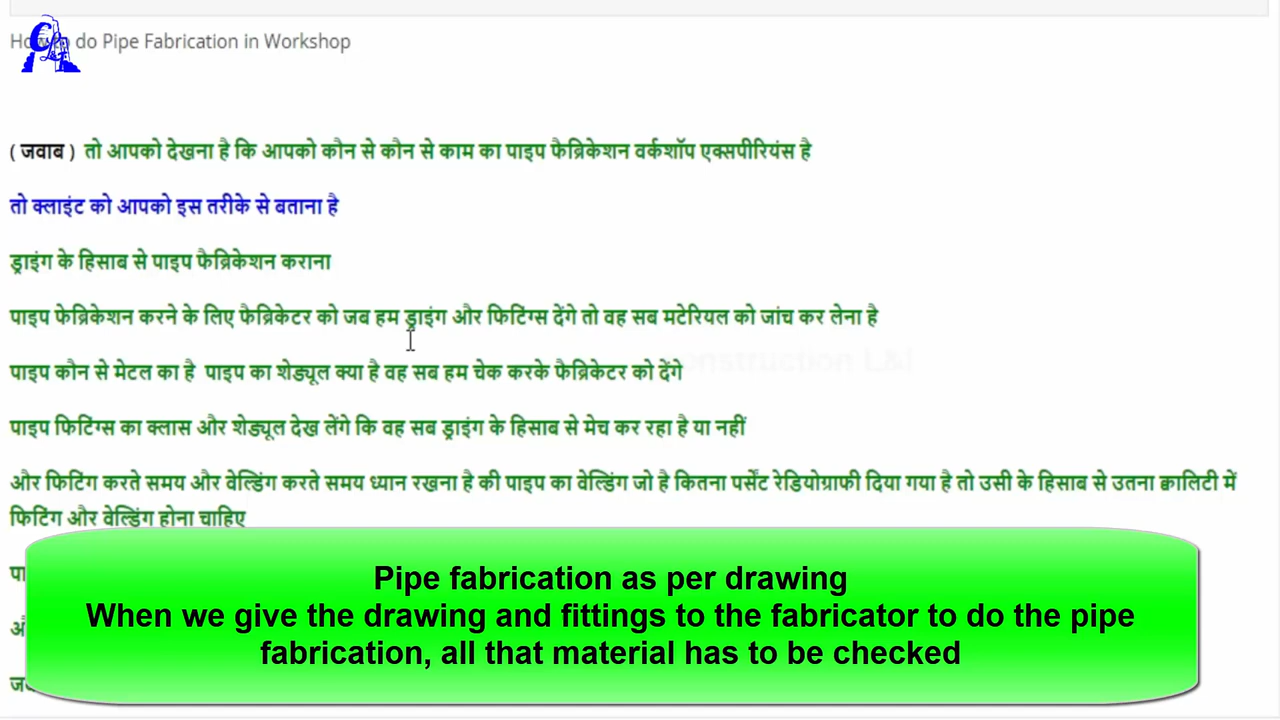 How to do Pipe Fabrication in Workshop
( जवाब ) तो आपको देखना है कि आपको कौन से कौन से काम का पाइप फैब्रिकेशन वर्कशॉप एक्सपीरियंस है
तो क्लाइंट को आपको इस तरीके से बताना है
ड्राइंग के हिसाब से पाइप फैब्रिकेशन कराना
पाइप फेब्रिकेशन करने के लिए फैब्रिकेटर को जब हम ड्राइंग और फिटिंग्स देंगे तो वह सब मटेरियल को जांच कर लेना है
onstruction L&
पाइप कौन से मेटल का है पाइप का शेड्यूल क्या है वह सब हम चेक करके फेब्रिकेटर को देंगे
पाइप फिटिंग्स का क्लास और शेड्यूल देख लेंगे कि वह सब ड्राइंग के हिसाब से मेच कर रहा है या नहीं
और फिटिंग करते समय और वेल्डिंग करते समय ध्यान रखना है की पाइप का वेल्डिंग जो है कितना पर्सेंट रेडियोग्राफी दिया गया है तो उसी के हिसाब से उतना क्वालिटी में
फिटिंग और वेल्डिंग होना चाहिए
Pipe fabrication as per drawing
When we give the drawing and fittings to the fabricator to do the pipe
fabrication, all that material has to be checked